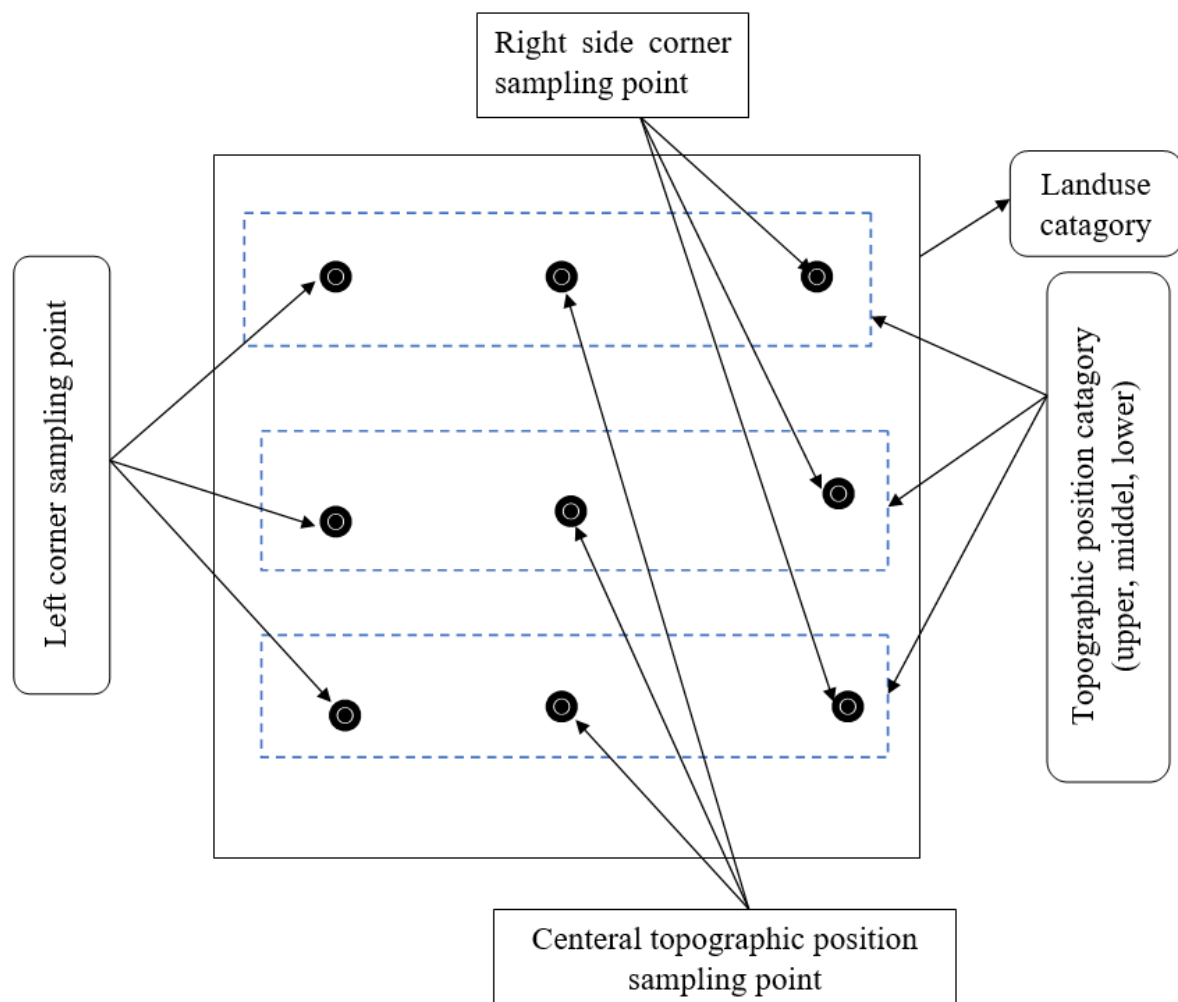 Right side corner
sampling point
Landuse
catagory
Left corner sampling point
Topographic position catagory
(upper, middel, lower)
Centeral topographic position
sampling point